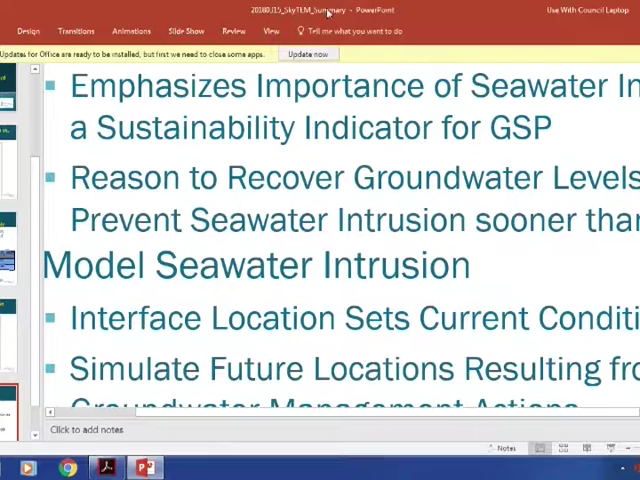 20180315_SkyTEM_Summary - PowerPoint
Use With Council Laptop
Design Transitions Animations Slide Show Review View Tell me what you want to do
Updates for Office are ready to be installed, but first we need to close some apps. Update now
Emphasizes Importance of Seawater In
a Sustainability Indicator for GSP
Reason to Recover Groundwater Levels
Prevent Seawater Intrusion sooner than
Model Seawater Intrusion
Interface Location Sets Current Conditi
Simulate Future Locations Resulting fro
Groundwater Management Actions
Click to add notes
Notes